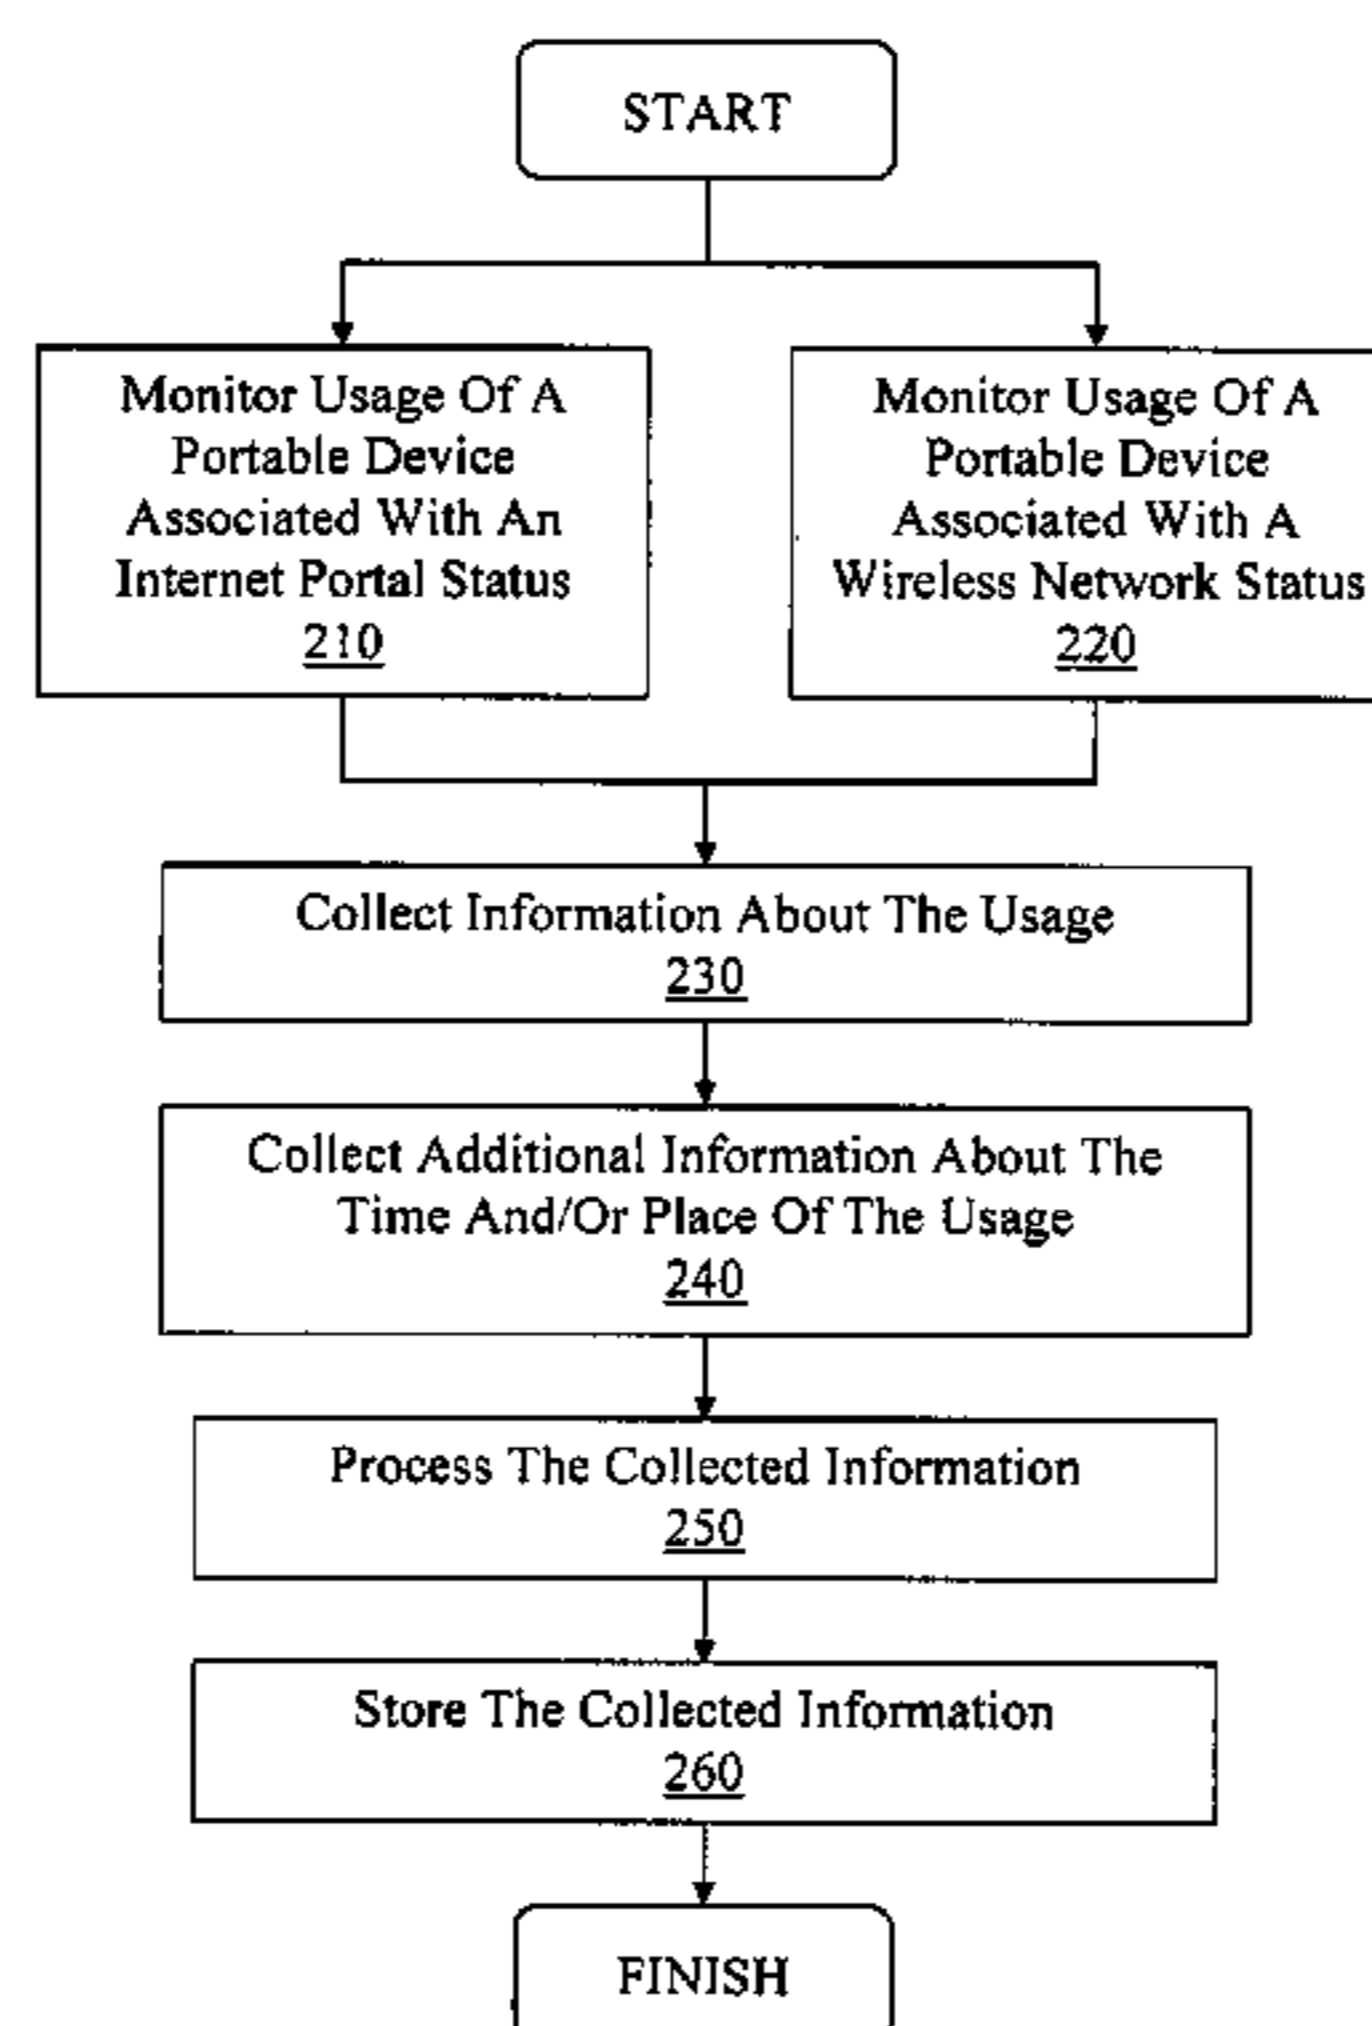 START
Monitor Usage Of A
Portable Device
Associated With An
Internet Portal Status
210
Monitor Usage Of A
Portable Device
Associated With A
Wireless Network Status
220
Collect Information About The Usage
230
Collect Additional Information About The
Time And/Or Place Of The Usage
240
Process The Collected Information
250
Store The Collected Information
260
FINISH